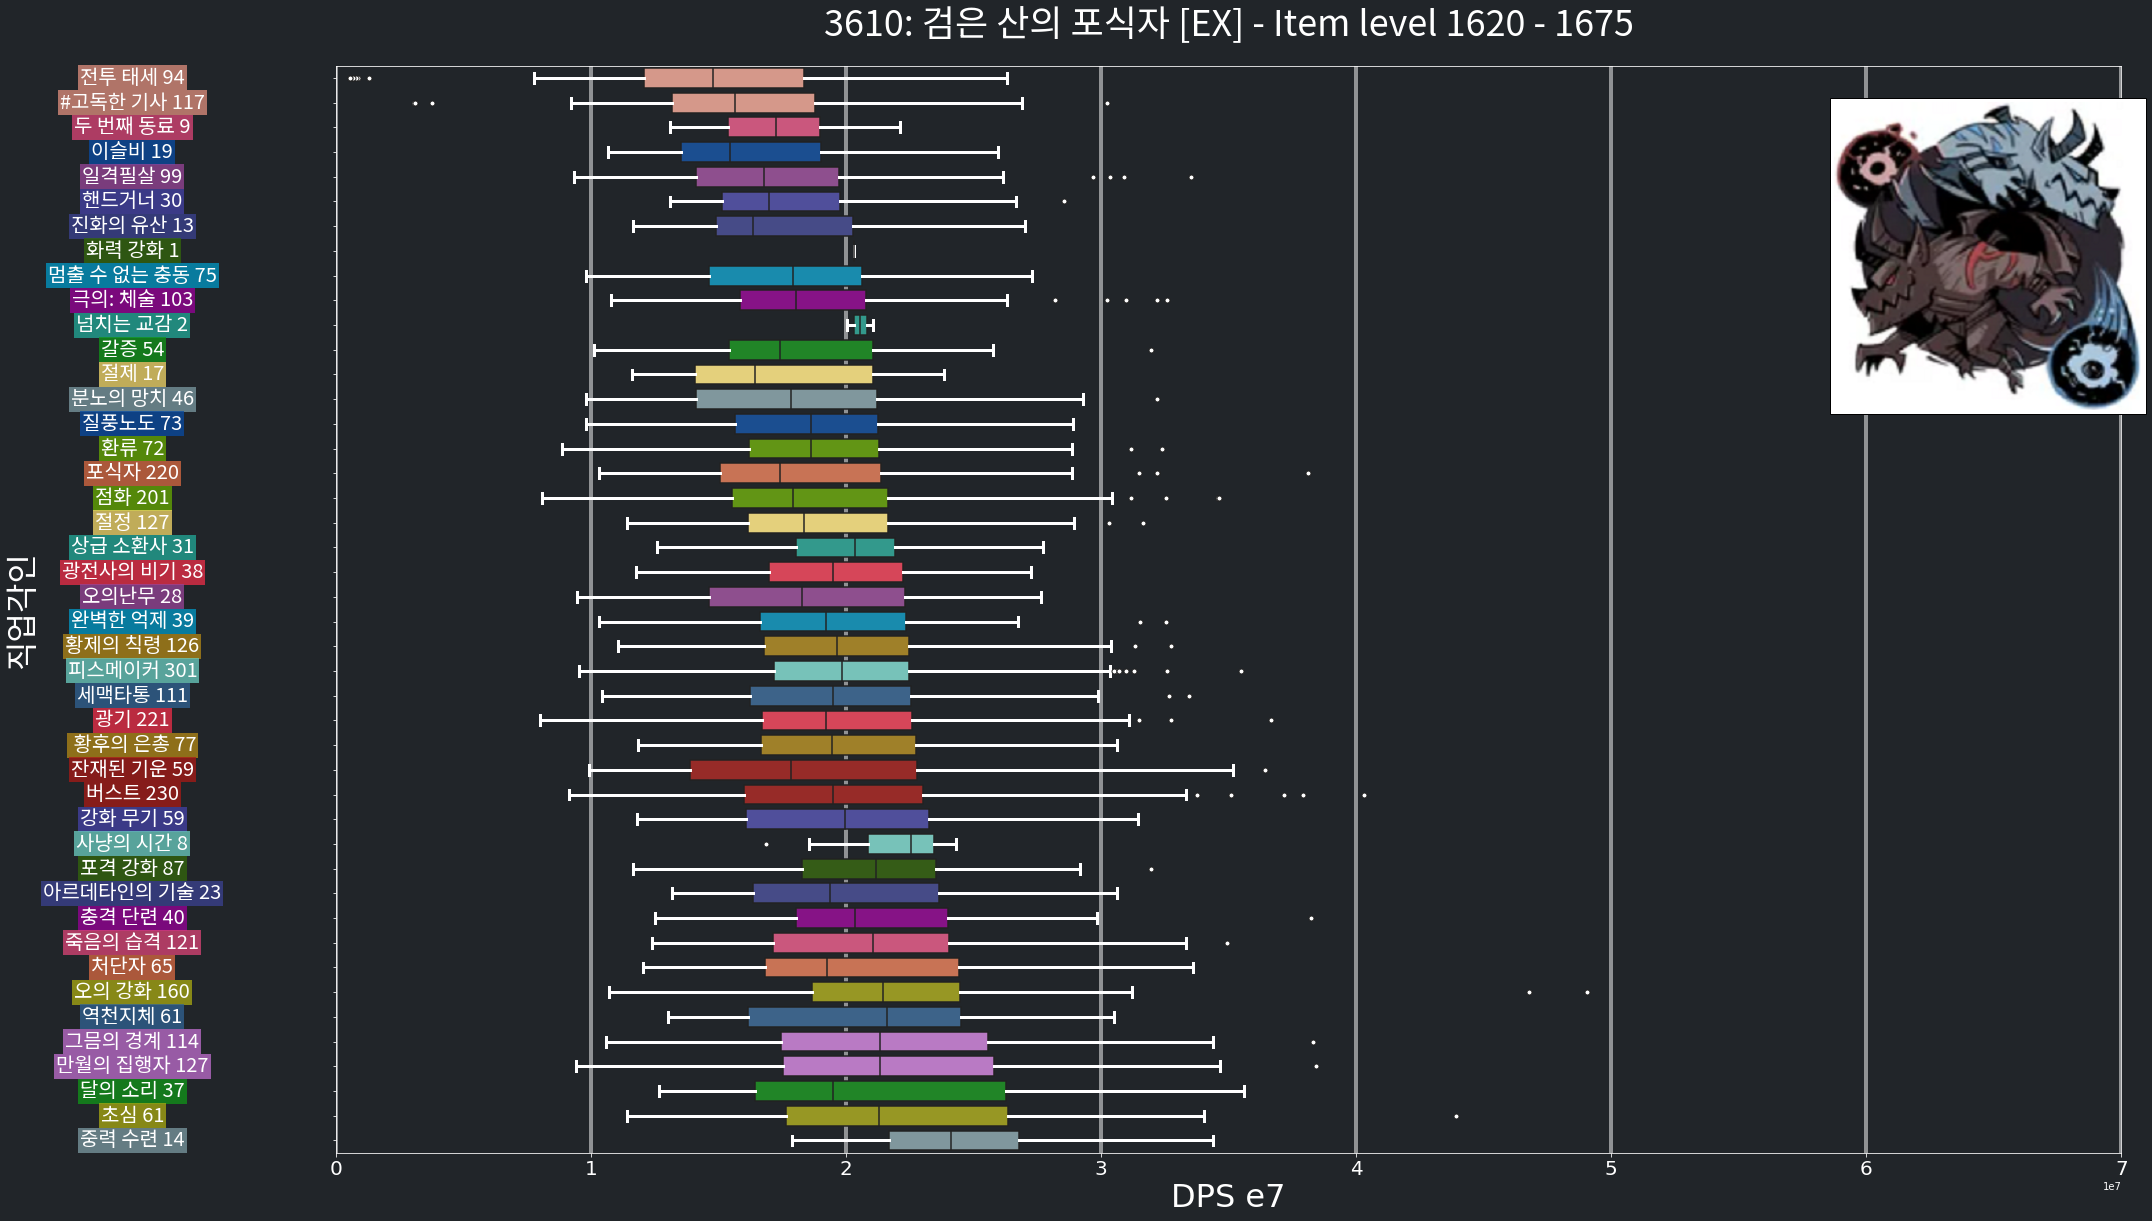 3610: 검은 산의 포식자 [EX] - Item level 1620 - 1675
전투 태세 94
#고독한 기사 117
두 번째 동료 9
이슬비 19
일격필살 99
핸드거너 30
진화의 유산 13
화력 강화 1
멈출 수 없는 충동 75
극의: 체술 103
넘치는 교감 2
갈증 54
절제 17
분노의 망치 46
질풍노도 73
환류 72
포식자 220
점화 201
절정 127
상급 소환사 31
광전사의 비기 38
오의난무 28
완벽한 억제 39
황제의 칙령 126
피스메이커 301
세맥타통 111
광기 221
황후의 은총 77
잔재된 기운 59
버스트 230
강화 무기 59
사냥의 시간 8
포격 강화 87
아르데타인의 기술 23
충격 단련 40
죽음의 습격 121
처단자 65
오의 강화 160
역천지체 61
그믐의 경계 114
만월의 집행자 127
달의 소리 37
초심 61
중력 수련 14
직업각인
0 1 2 3 4 5 6 7
DPS e7
1e7